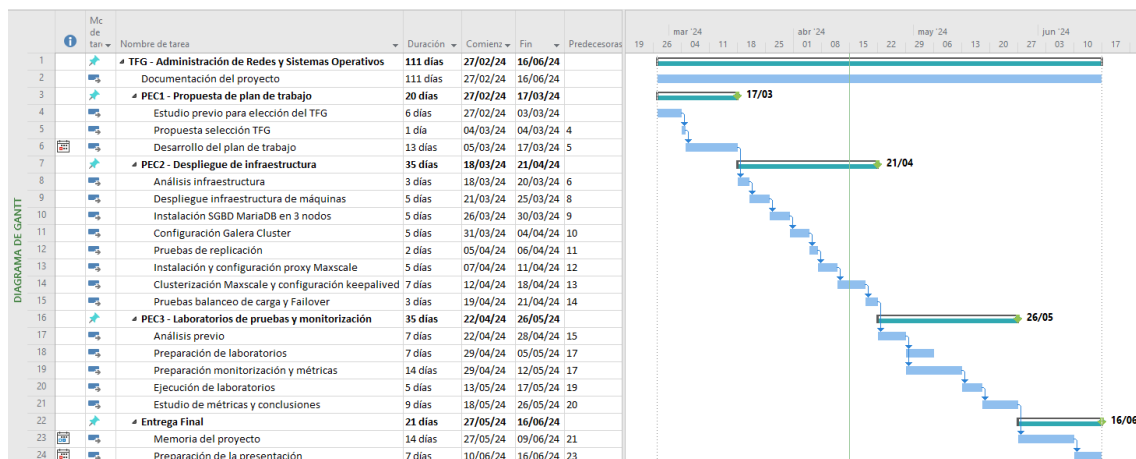 DIAGRAMA DE GANTT
Mc de tan Nombre de tarea Duración Comienz Fin Predecesoras
mar '24 abr '24 may '24 jun '24
19 26 04 11 18 25 01 08 15 22 29 06 13 20 27 03 10 17
1 TFG - Administración de Redes y Sistemas Operativos 111 días 27/02/24 16/06/24
2 Documentación del proyecto 111 días 27/02/24 16/06/24
3 PEC1 - Propuesta de plan de trabajo 20 días 27/02/24 17/03/24 17/03
4 Estudio previo para elección del TFG 6 días 27/02/24 03/03/24
5 Propuesta selección TFG 1 día 04/03/24 04/03/24 4
6 Desarrollo del plan de trabajo 13 días 05/03/24 17/03/24 5
7 PEC2 - Despliegue de infraestructura 35 días 18/03/24 21/04/24 21/04
8 Análisis infraestructura 3 días 18/03/24 20/03/24 6
9 Despliegue infraestructura de máquinas 5 días 21/03/24 25/03/24 8
10 Instalación SGBD MariaDB en 3 nodos 5 días 26/03/24 30/03/24 9
11 Configuración Galera Cluster 5 días 31/03/24 04/04/24 10
12 Pruebas de replicación 2 días 05/04/24 06/04/24 11
13 Instalación y configuración proxy Maxscale 5 días 07/04/24 11/04/24 12
14 Clusterización Maxscale y configuración keepalived 7 días 12/04/24 18/04/24 13
15 Pruebas balanceo de carga y Failover 3 días 19/04/24 21/04/24 14
16 PEC3 - Laboratorios de pruebas y monitorización 35 días 22/04/24 26/05/24 26/05
17 Análisis previo 7 días 22/04/24 28/04/24 15
18 Preparación de laboratorios 7 días 29/04/24 05/05/24 17
19 Preparación monitorización y métricas 14 días 29/04/24 12/05/24 17
20 Ejecución de laboratorios 5 días 13/05/24 17/05/24 19
21 Estudio de métricas y conclusiones 9 días 18/05/24 26/05/24 20
22 Entrega Final 21 días 27/05/24 16/06/24 16/06
23 Memoria del proyecto 14 días 27/05/24 09/06/24 21
24 Preparación de la presentación 7 días 10/06/24 16/06/24 23